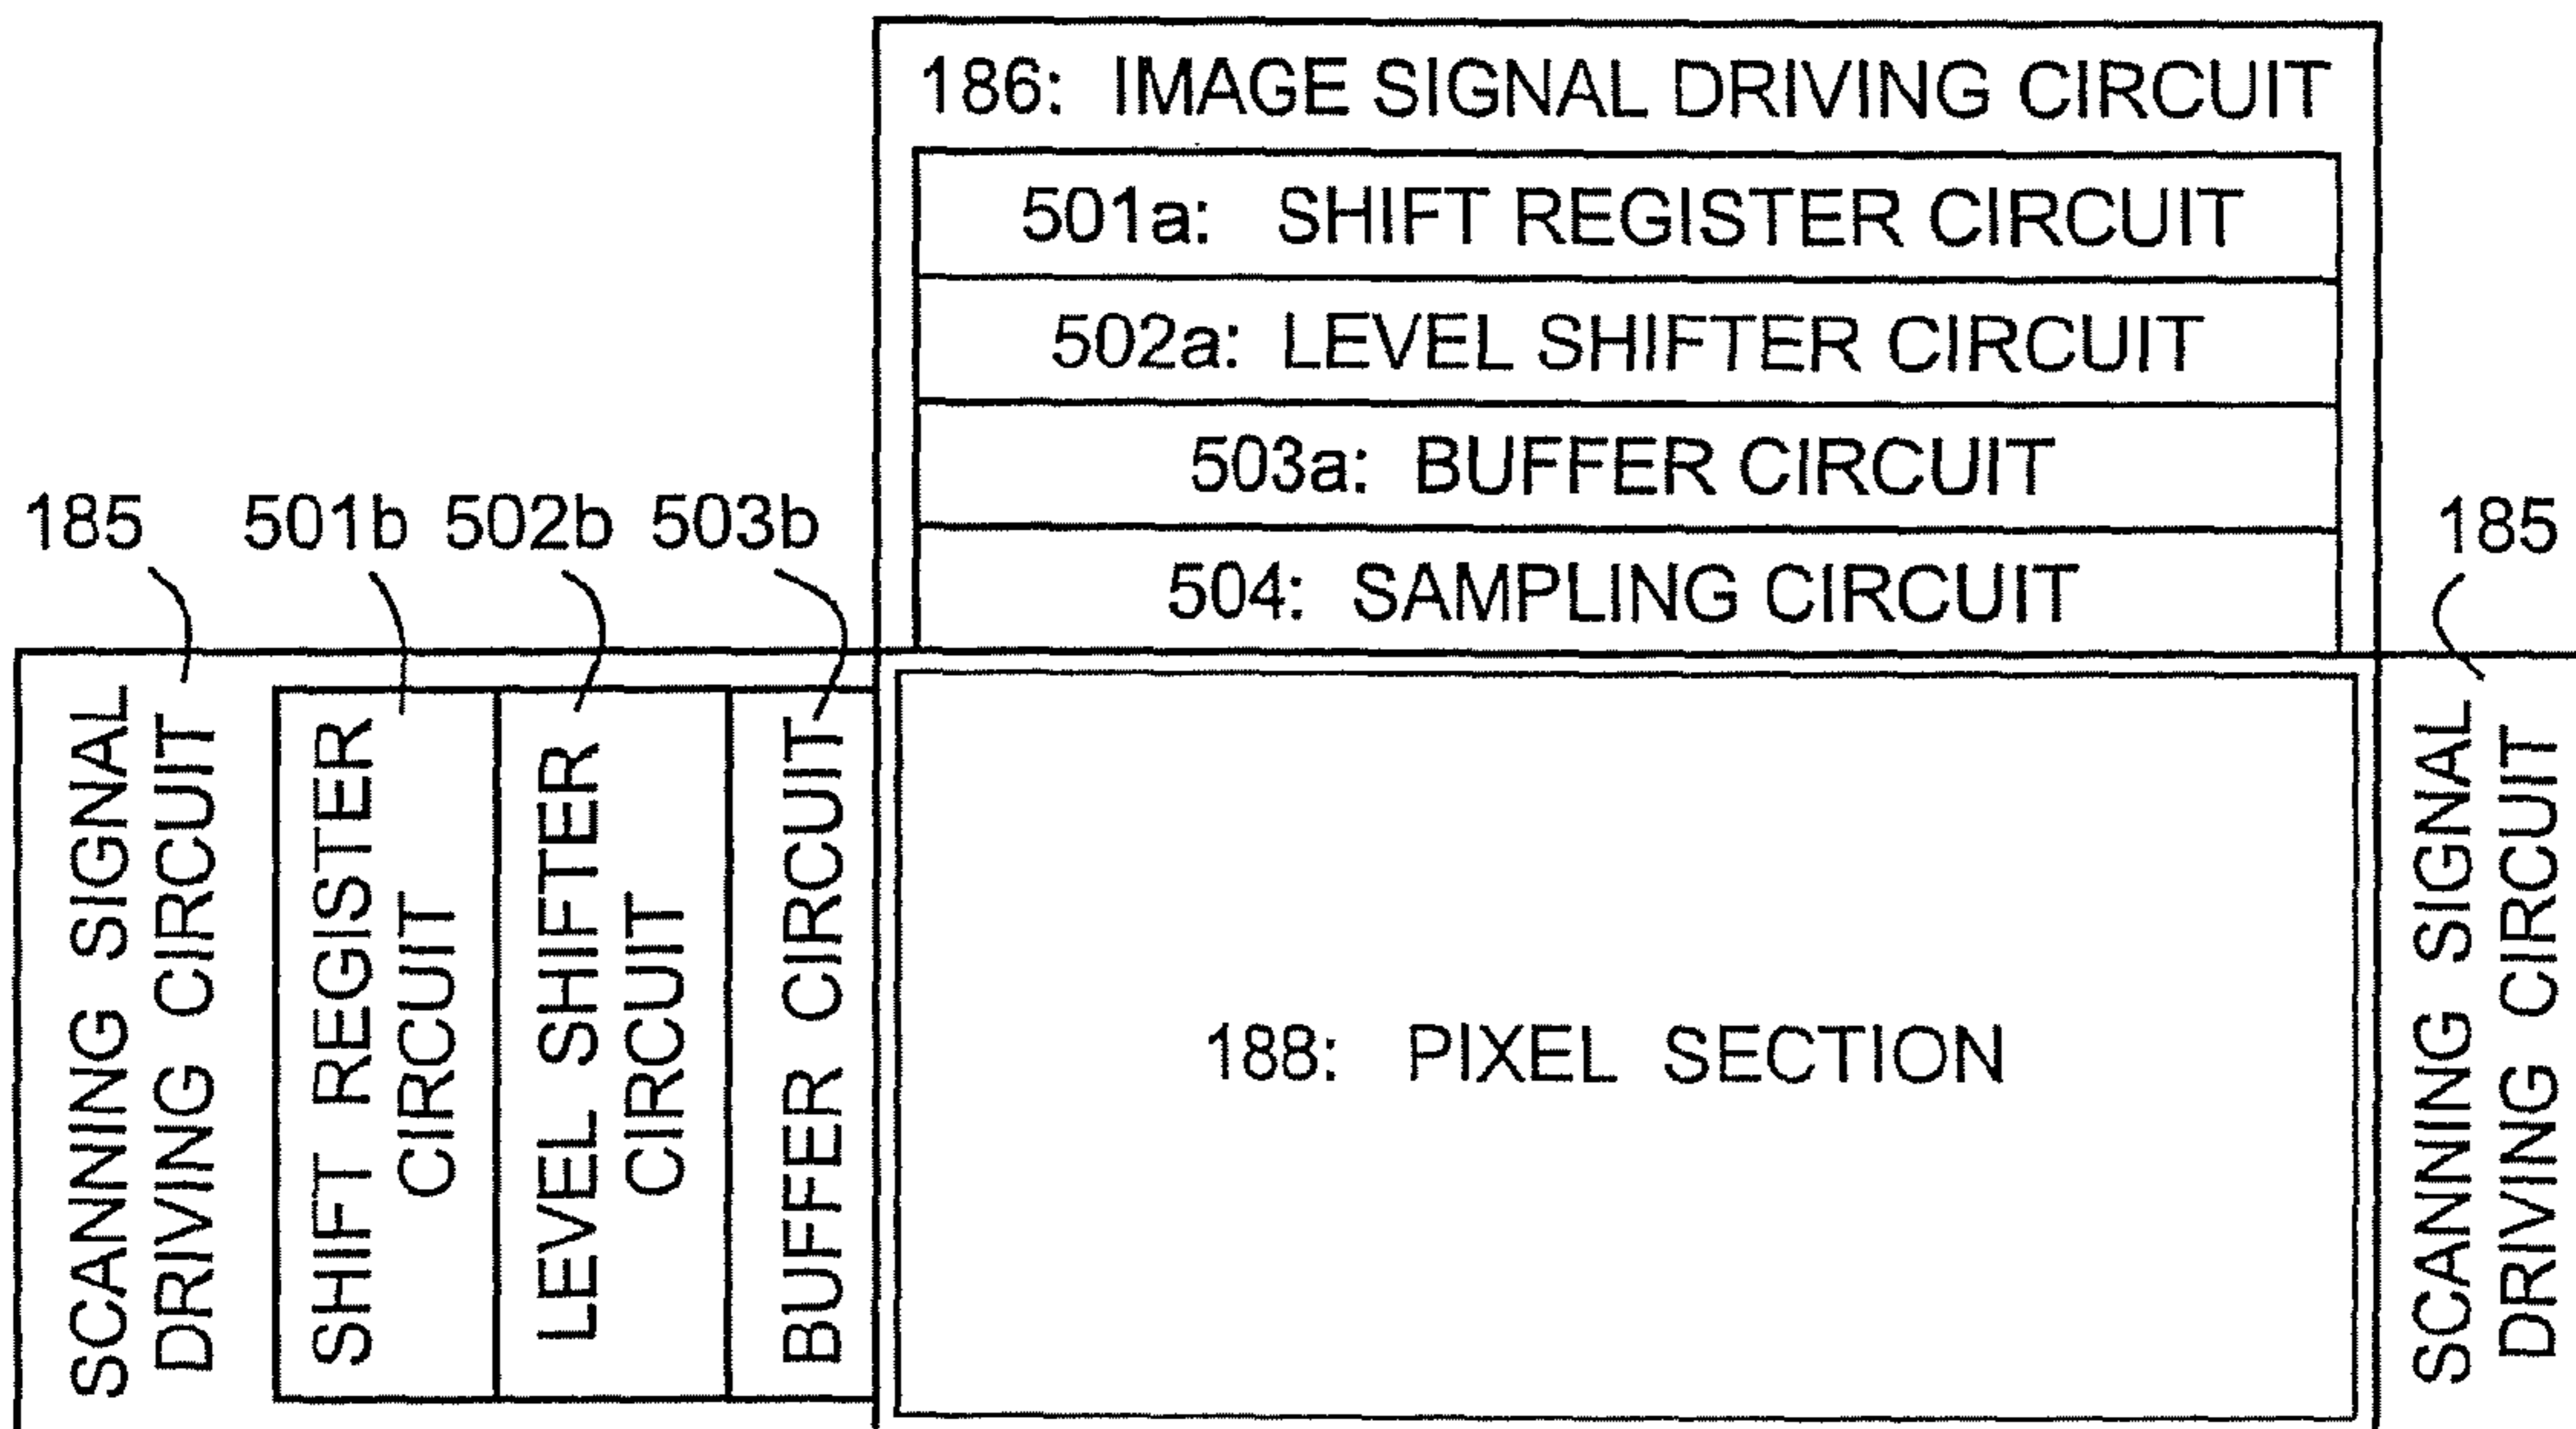 186: IMAGE SIGNAL DRIVING CIRCUIT
501a: SHIFT REGISTER CIRCUIT
502a: LEVEL SHIFTER CIRCUIT
503a: BUFFER CIRCUIT
504: SAMPLING CIRCUIT
185
501b
502b
503b
185
SCANNING SIGNAL
DRIVING CIRCUIT
SHIFT REGISTER
CIRCUIT
LEVEL SHIFTER
CIRCUIT
BUFFER CIRCUIT
188: PIXEL SECTION
SCANNING SIGNAL
DRIVING CIRCUIT